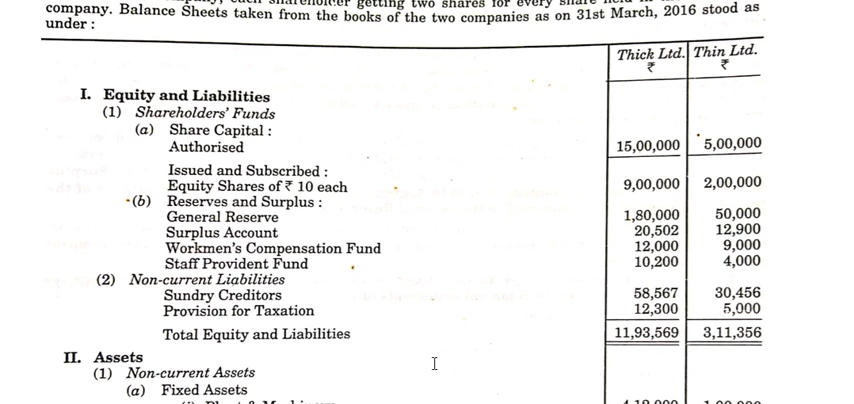 company. Balance Sheets taken from the books of the two companies as on 31st March, 2016 stood as
under :
Thick Ltd. Thin Ltd.
₹ ₹
I. Equity and Liabilities
(1) Shareholders' Funds
(a) Share Capital :
Authorised 15,00,000 5,00,000
Issued and Subscribed :
Equity Shares of ₹ 10 each 9,00,000 2,00,000
(b) Reserves and Surplus :
General Reserve 1,80,000 50,000
Surplus Account 20,502 12,900
Workmen's Compensation Fund 12,000 9,000
Staff Provident Fund 10,200 4,000
(2) Non-current Liabilities
Sundry Creditors 58,567 30,456
Provision for Taxation 12,300 5,000
Total Equity and Liabilities 11,93,569 3,11,356
II. Assets
(1) Non-current Assets
(a) Fixed Assets